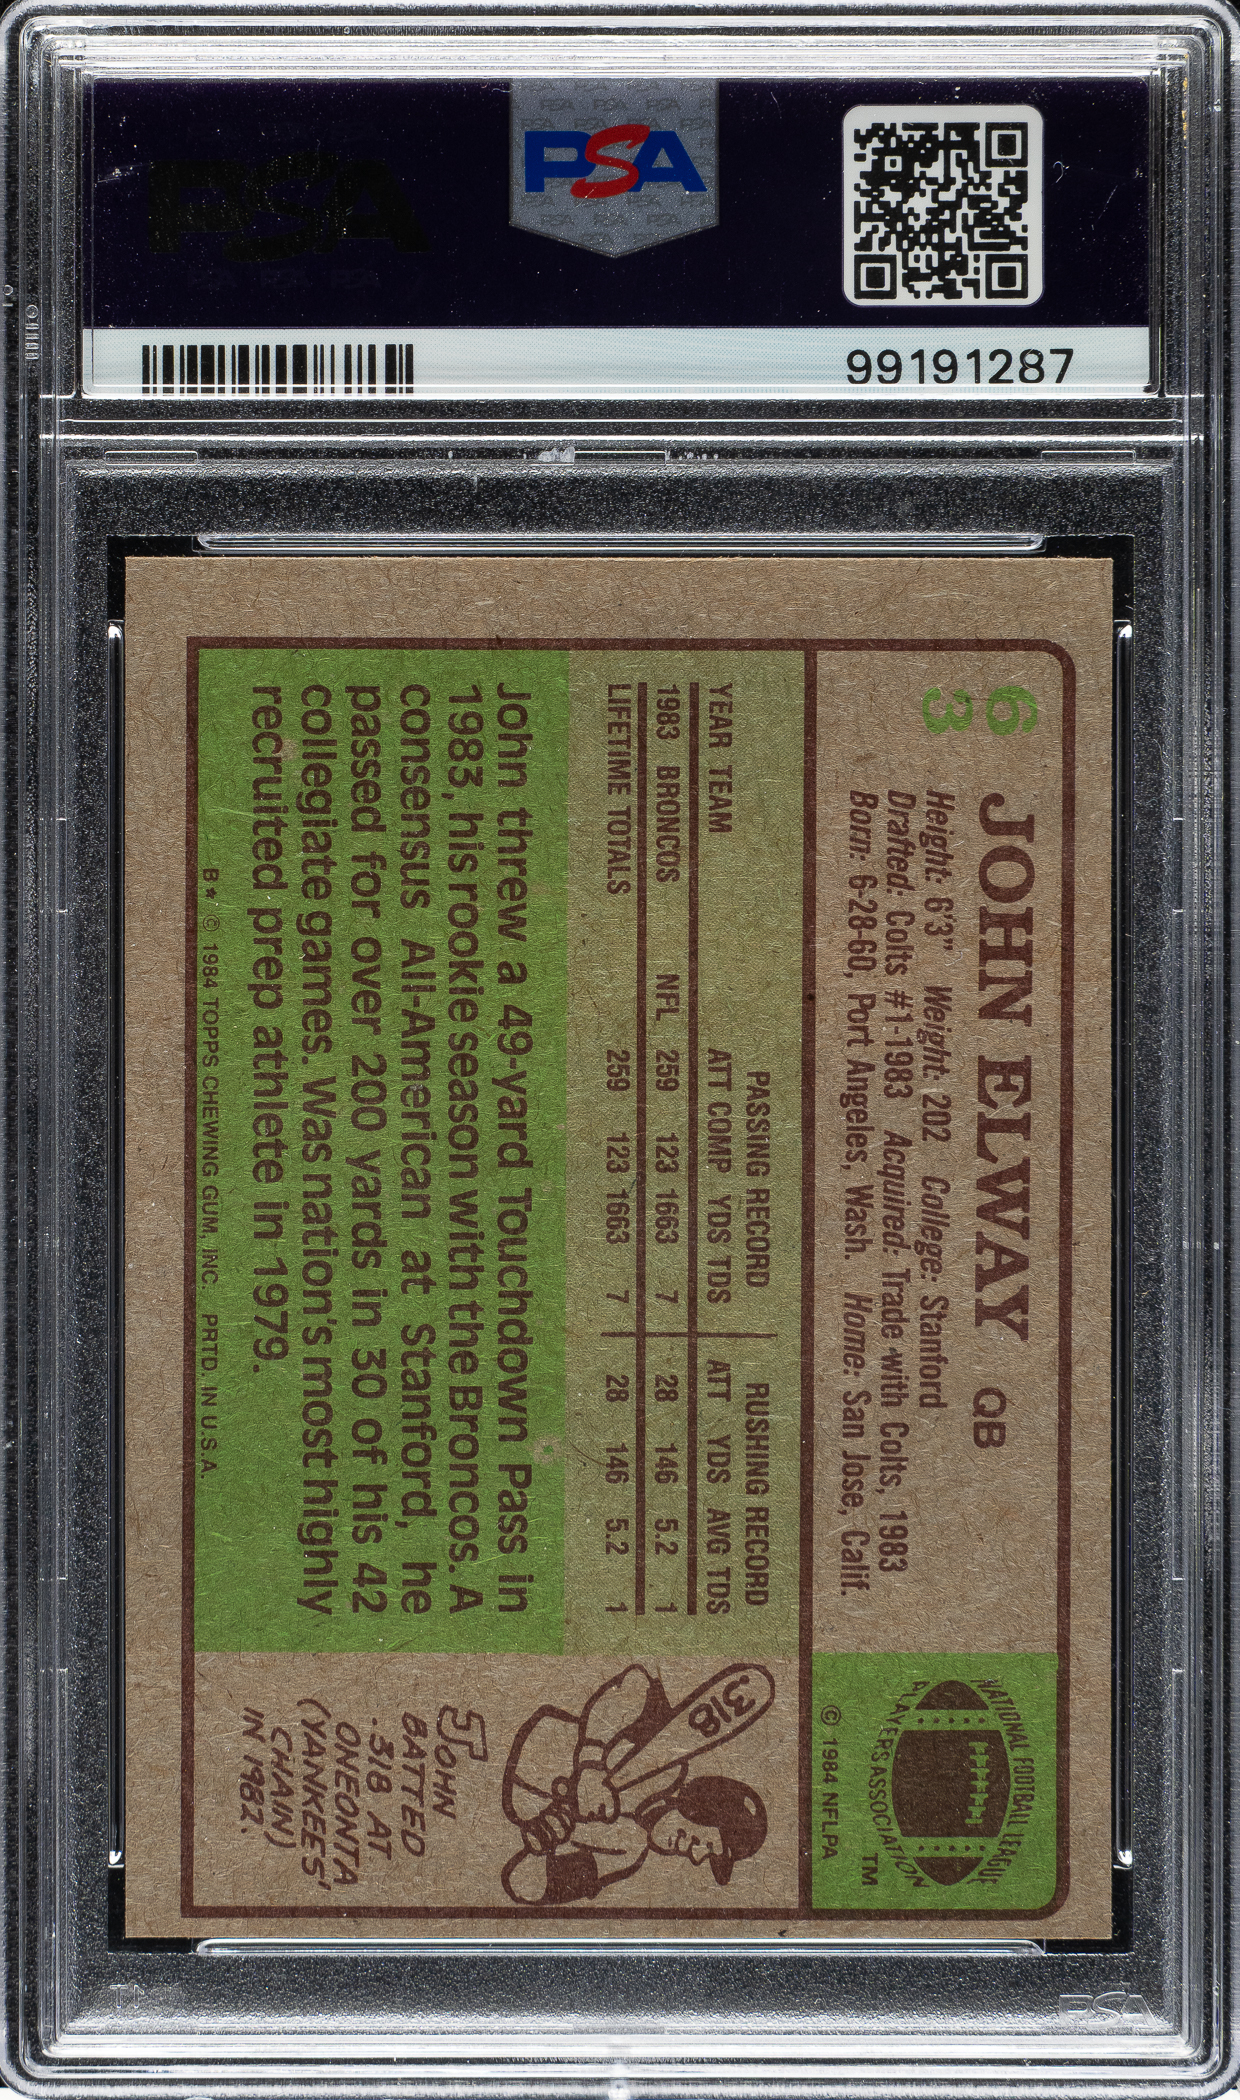 PSA
99191287
63
JOHN ELWAY QB
Height: 6'3" Weight: 202 College: Stanford
Drafted: Colts #1-1983 Acquired: Trade with Colts, 1983
Born: 6-28-60, Port Angeles, Wash. Home: San Jose, Calif.
NATIONAL FOOTBALL LEAGUE
PLAYERS ASSOCIATION
TM
© 1984 NFLPA
PASSING RECORD RUSHING RECORD
YEAR TEAM ATT COMP YDS TDS ATT YDS AVG TDS
1983 BRONCOS NFL 259 123 1663 7 28 146 5.2 1
LIFETIME TOTALS 259 123 1663 7 28 146 5.2 1
John threw a 49-yard Touchdown Pass in
1983, his rookie season with the Broncos. A
consensus All-American at Stanford, he
passed for over 200 yards in 30 of his 42
collegiate games. Was nation's most highly
recruited prep athlete in 1979.
B* © 1984 TOPPS CHEWING GUM, INC. PRTD. IN U.S.A.
318
JOHN
BATTED
.318 AT
ONEONTA
(YANKEES'
CHAIN)
IN 1982.
PSA